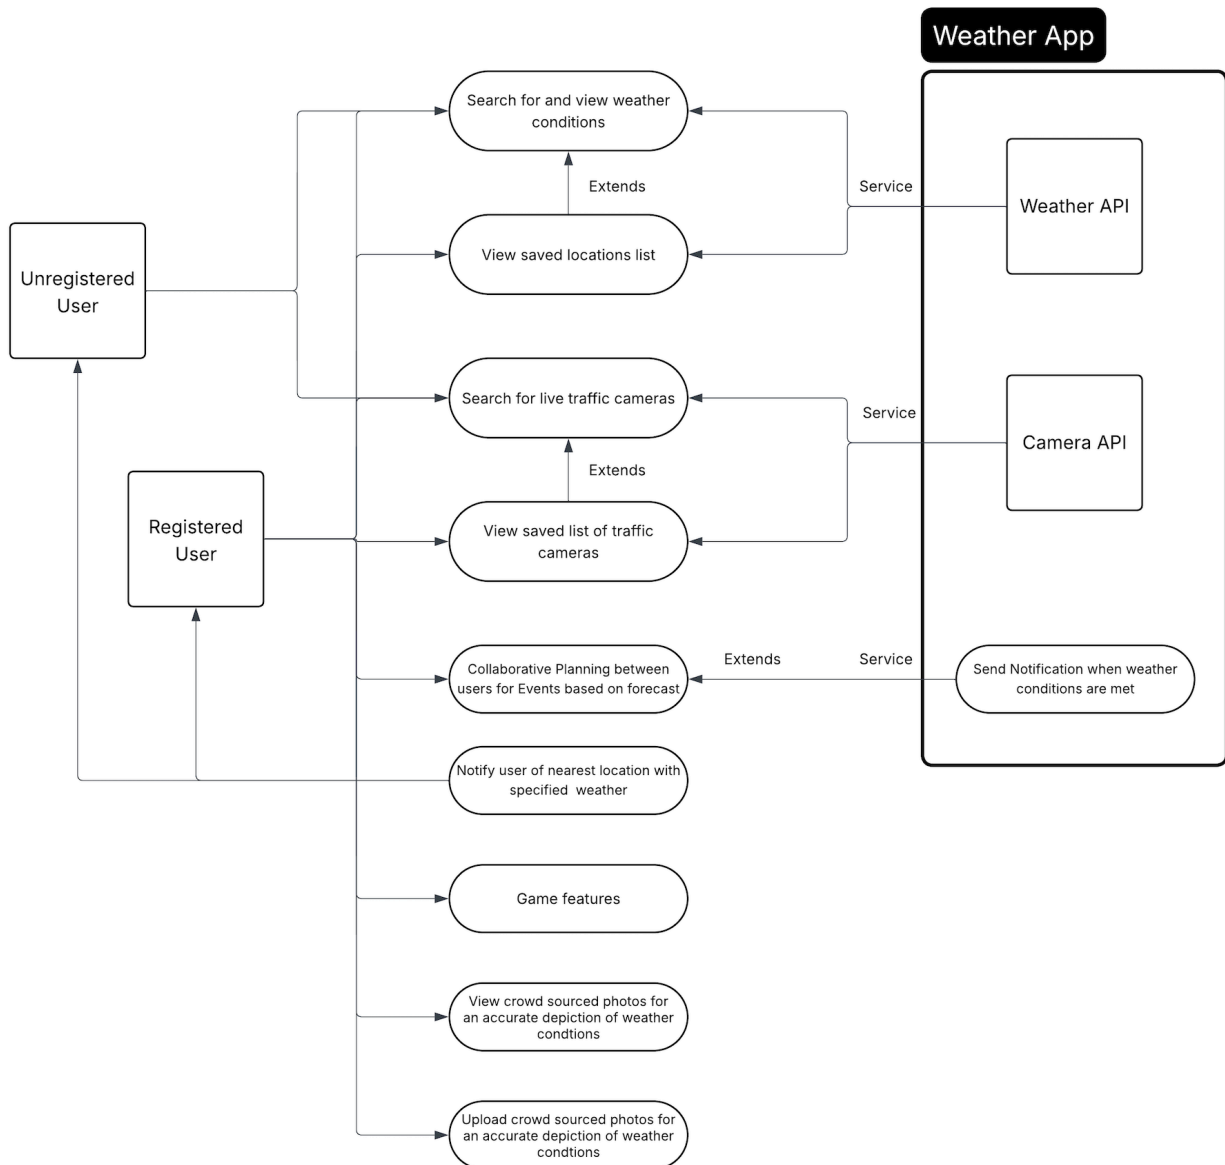 Weather App
Search for and view weather
conditions
Extends
Service
Weather API
Unregistered
User
View saved locations list
Search for live traffic cameras
Service
Camera API
Extends
Registered
User
View saved list of traffic
cameras
Collaborative Planning between
users for Events based on forecast
Extends
Service
Send Notification when weather
conditions are met
Notify user of nearest location with
specified weather
Game features
View crowd sourced photos for
an accurate depiction of weather
condtions
Upload crowd sourced photos for
an accurate depiction of weather
condtions